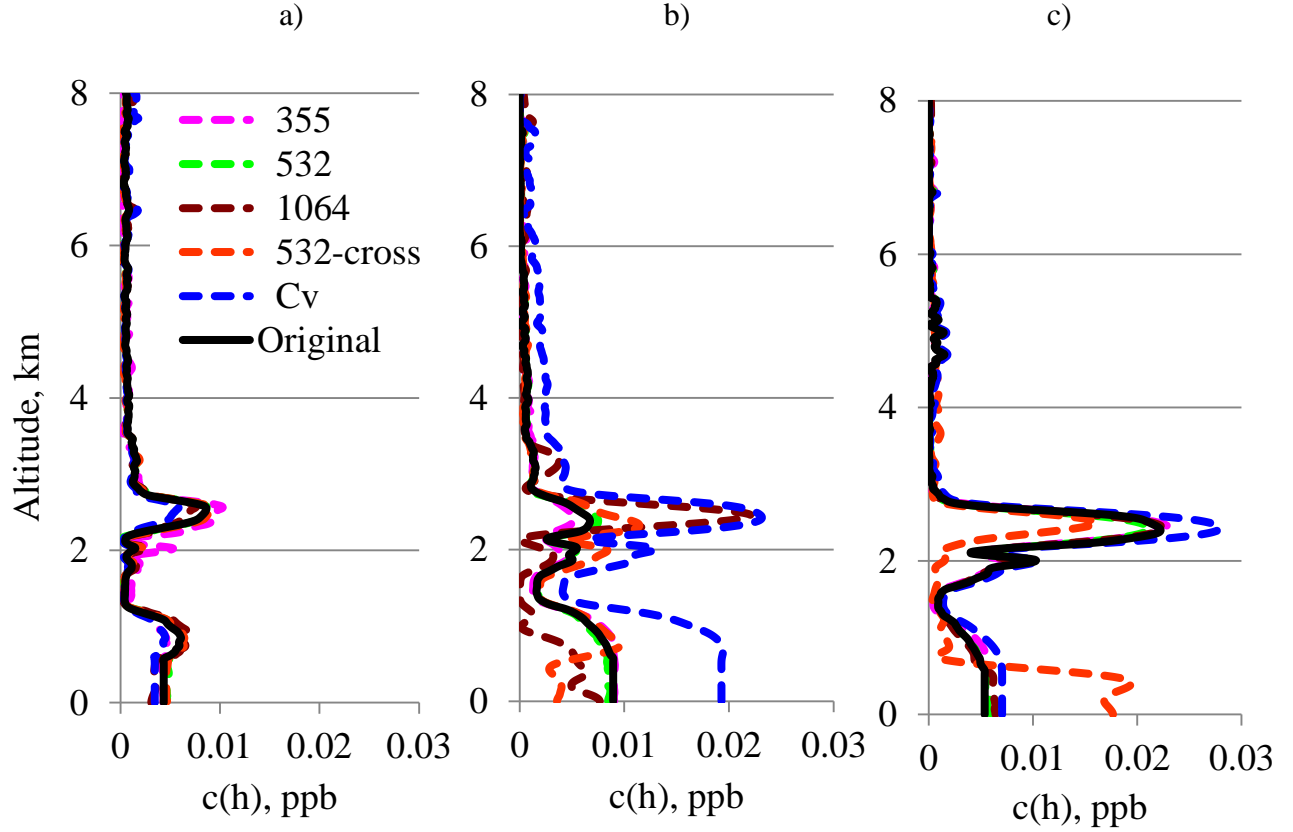 a) b) c)
8 8 8
355
532
1064
532-cross
Cv
Original
6 6 6
4 4 4
2 2 2
0 0 0
Altitude, km
0 0.01 0.02 0.03 0 0.01 0.02 0.03 0 0.01 0.02 0.03
c(h), ppb c(h), ppb c(h), ppb